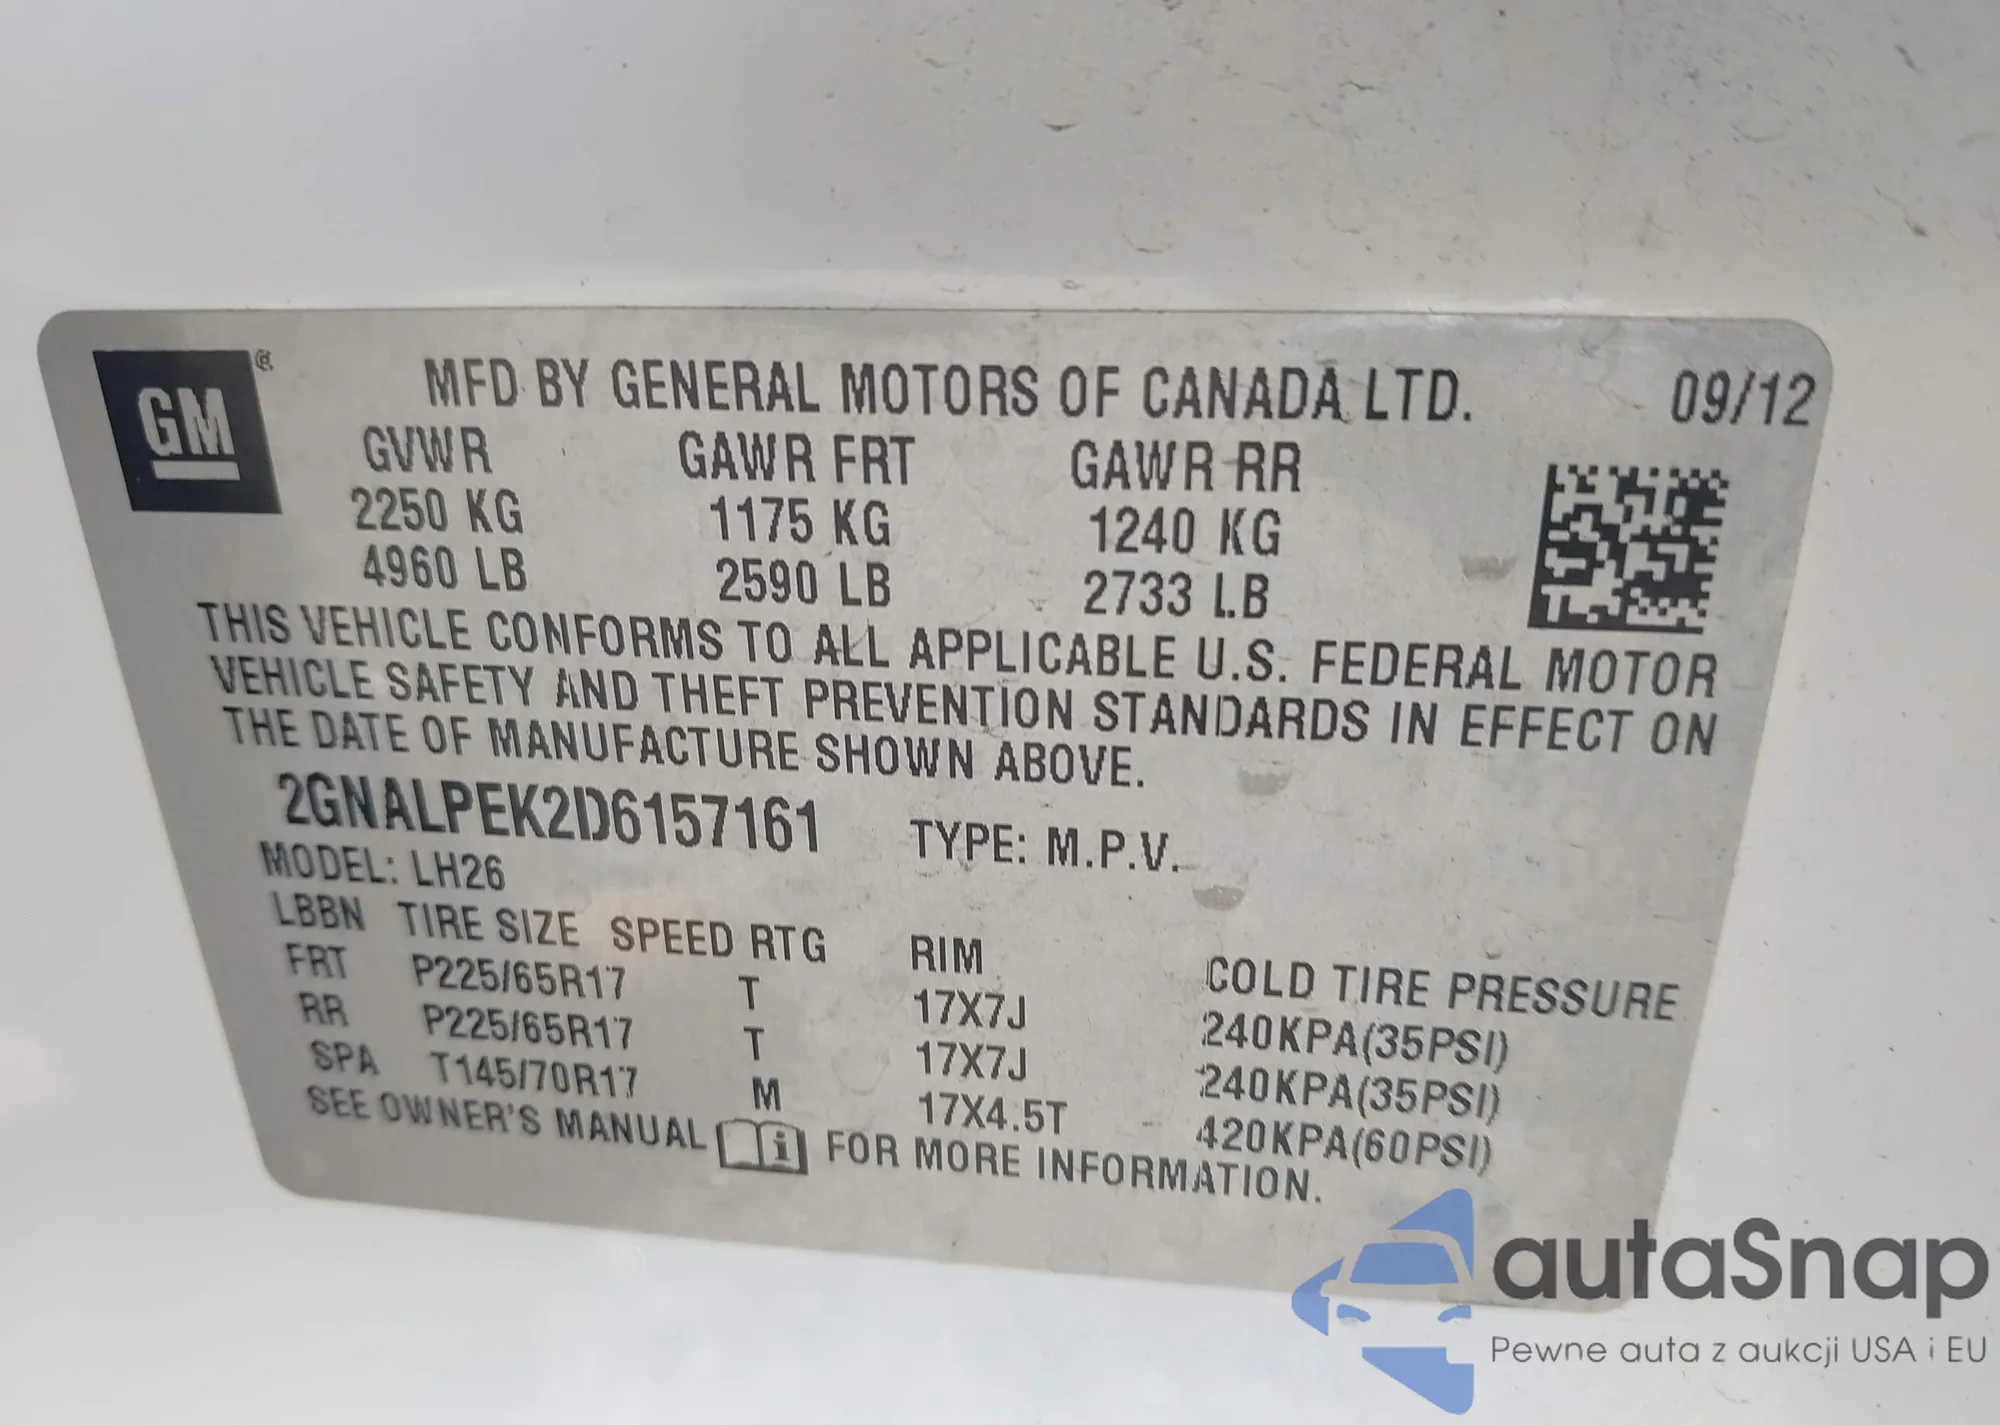 GM ®
MFD BY GENERAL MOTORS OF CANADA LTD. 09/12
GVWR GAWR FRT GAWR RR
2250 KG 1175 KG 1240 KG
4960 LB 2590 LB 2733 LB
THIS VEHICLE CONFORMS TO ALL APPLICABLE U.S. FEDERAL MOTOR
VEHICLE SAFETY AND THEFT PREVENTION STANDARDS IN EFFECT ON
THE DATE OF MANUFACTURE SHOWN ABOVE.
2GNALPEK2D6157161 TYPE: M.P.V.
MODEL: LH26
LBBN TIRE SIZE SPEED RTG RIM COLD TIRE PRESSURE
FRT P225/65R17 T 17X7J 240KPA(35PSI)
RR P225/65R17 T 17X7J 240KPA(35PSI)
SPA T145/70R17 M 17X4.5T 420KPA(60PSI)
SEE OWNER'S MANUAL i FOR MORE INFORMATION.
autaSnap
Pewne auta z aukcji USA i EU